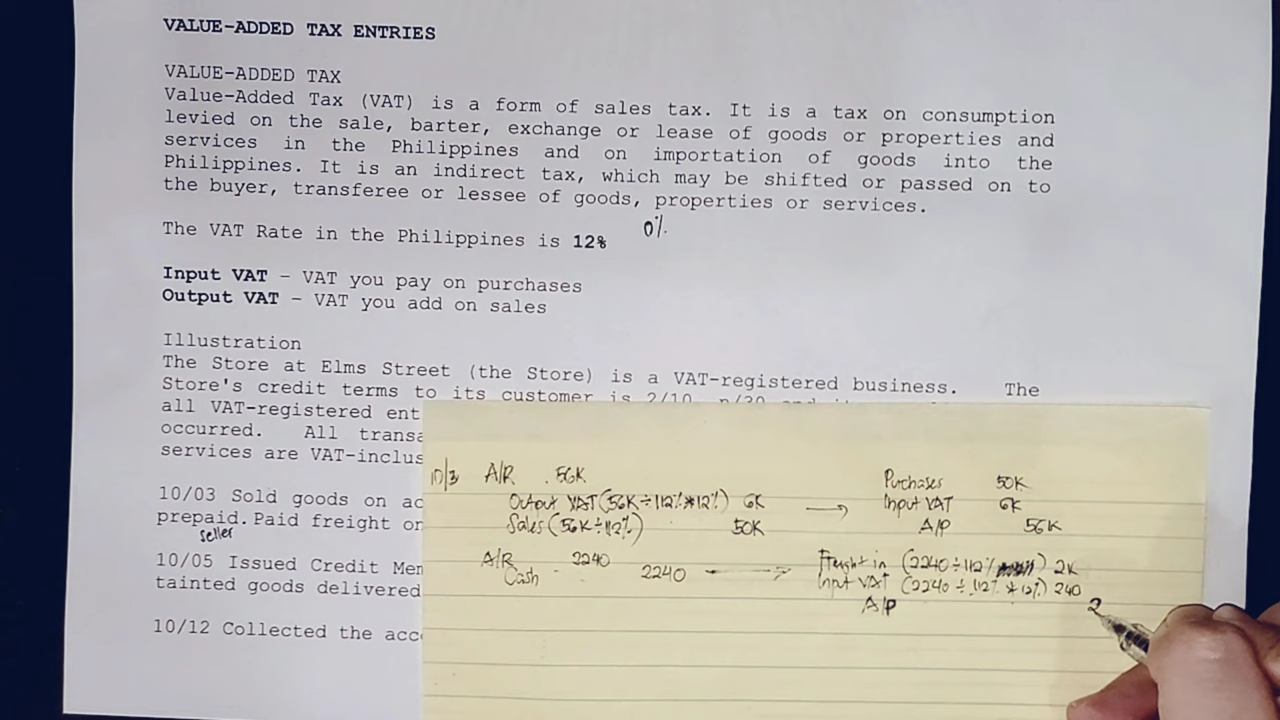 VALUE-ADDED TAX ENTRIES
VALUE-ADDED TAX
Value-Added Tax (VAT) is a form of sales tax. It is a tax on consumption
levied on the sale, barter, exchange or lease of goods or properties and
services in the Philippines and on importation of goods into the
Philippines. It is an indirect tax, which may be shifted or passed on to
the buyer, transferee or lessee of goods, properties or services.
0%
The VAT Rate in the Philippines is 12%
Input VAT – VAT you pay on purchases
Output VAT – VAT you add on sales
Illustration
The Store at Elms Street (the Store) is a VAT-registered business. The
Store's credit terms to its customer is 2/10, n/30 and
all VAT-registered ent
occurred. All transa
services are VAT-inclus
10/03 Sold goods on ac
prepaid. Paid freight on
seller
10/05 Issued Credit Mem
tainted goods delivered
10/12 Collected the acc
10/3 A/R 56K
Output VAT (56K ÷ 112% * 12%) 6K
Sales (56K ÷ 112%) 50K
A/R 2240
Cash 2240
Purchases 50K
Input VAT 6K
A/P 56K
Freight in (2240 ÷ 112%) 2K
Input VAT (2240 ÷ 112% * 12%) 240
A/P 2